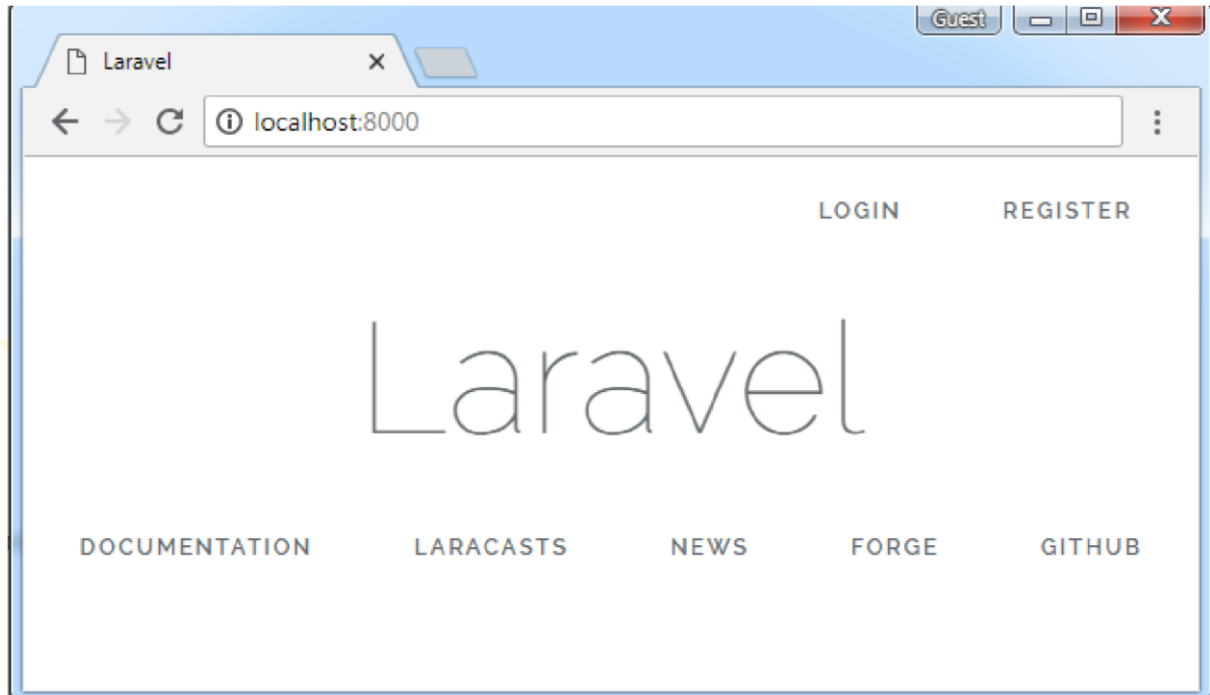 Guest
Laravel
localhost:8000
LOGIN REGISTER
Laravel
DOCUMENTATION LARACASTS NEWS FORGE GITHUB